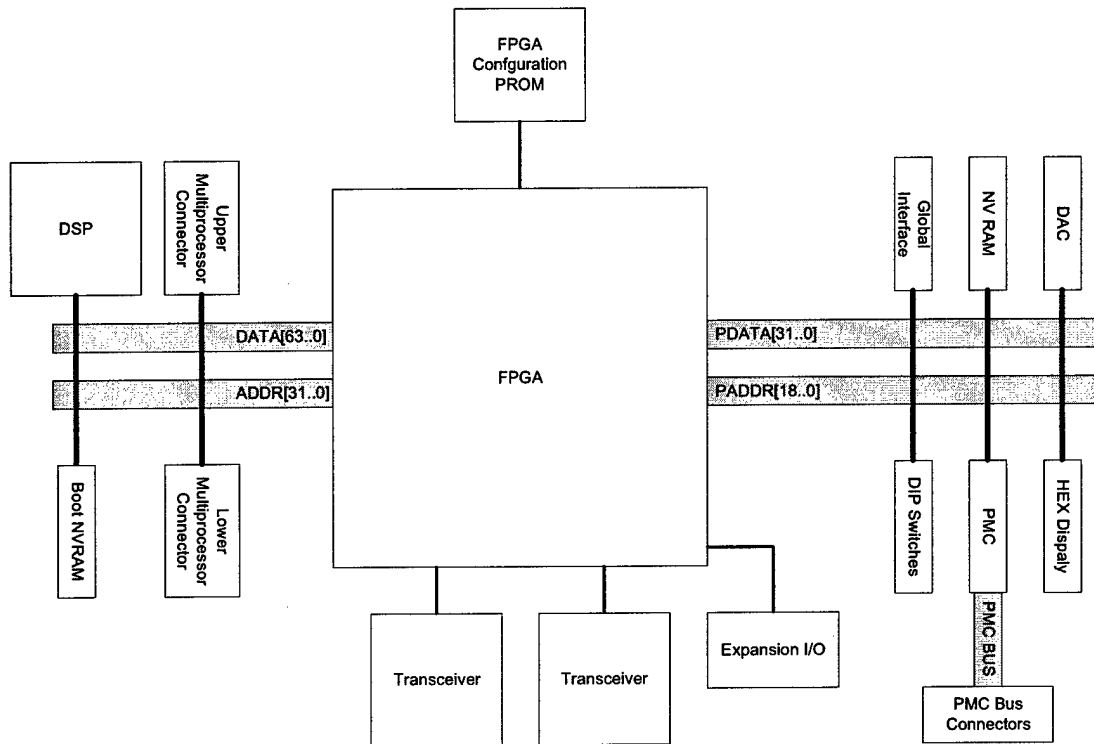 FPGA
Confguration
PROM
DSP
Upper
Multiprocessor
Connector
Global
Interface
NV RAM
DAC
DATA[63..0]
PDATA[31..0]
FPGA
ADDR[31..0]
PADDR[18..0]
Boot NVRAM
Lower
Multiprocessor
Connector
DIP Switches
PMC
HEX Dispaly
PMC BUS
Transceiver
Transceiver
Expansion I/O
PMC Bus
Connectors